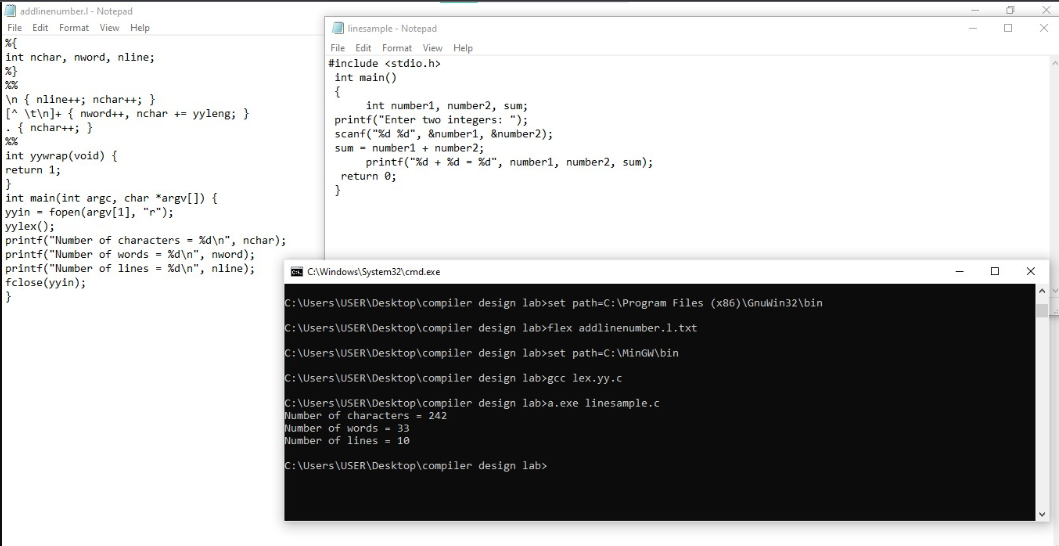 addlinenumber.l - Notepad
File Edit Format View Help
%{
int nchar, nword, nline;
%}
%%
\n { nline++; nchar++; }
[^ \t\n]+ { nword++, nchar += yyleng; }
. { nchar++; }
%%
int yywrap(void) {
return 1;
}
int main(int argc, char *argv[]) {
yyin = fopen(argv[1], "r");
yylex();
printf("Number of characters = %d\n", nchar);
printf("Number of words = %d\n", nword);
printf("Number of lines = %d\n", nline);
fclose(yyin);
}
linesample - Notepad
File Edit Format View Help
#include <stdio.h>
int main()
{
int number1, number2, sum;
printf("Enter two integers: ");
scanf("%d %d", &number1, &number2);
sum = number1 + number2;
printf("%d + %d = %d", number1, number2, sum);
return 0;
}
C:\Windows\System32\cmd.exe
C:\Users\USER\Desktop\compiler design lab>set path=C:\Program Files (x86)\GnuWin32\bin
C:\Users\USER\Desktop\compiler design lab>flex addlinenumber.l.txt
C:\Users\USER\Desktop\compiler design lab>set path=C:\MinGW\bin
C:\Users\USER\Desktop\compiler design lab>gcc lex.yy.c
C:\Users\USER\Desktop\compiler design lab>a.exe linesample.c
Number of characters = 242
Number of words = 33
Number of lines = 10
C:\Users\USER\Desktop\compiler design lab>